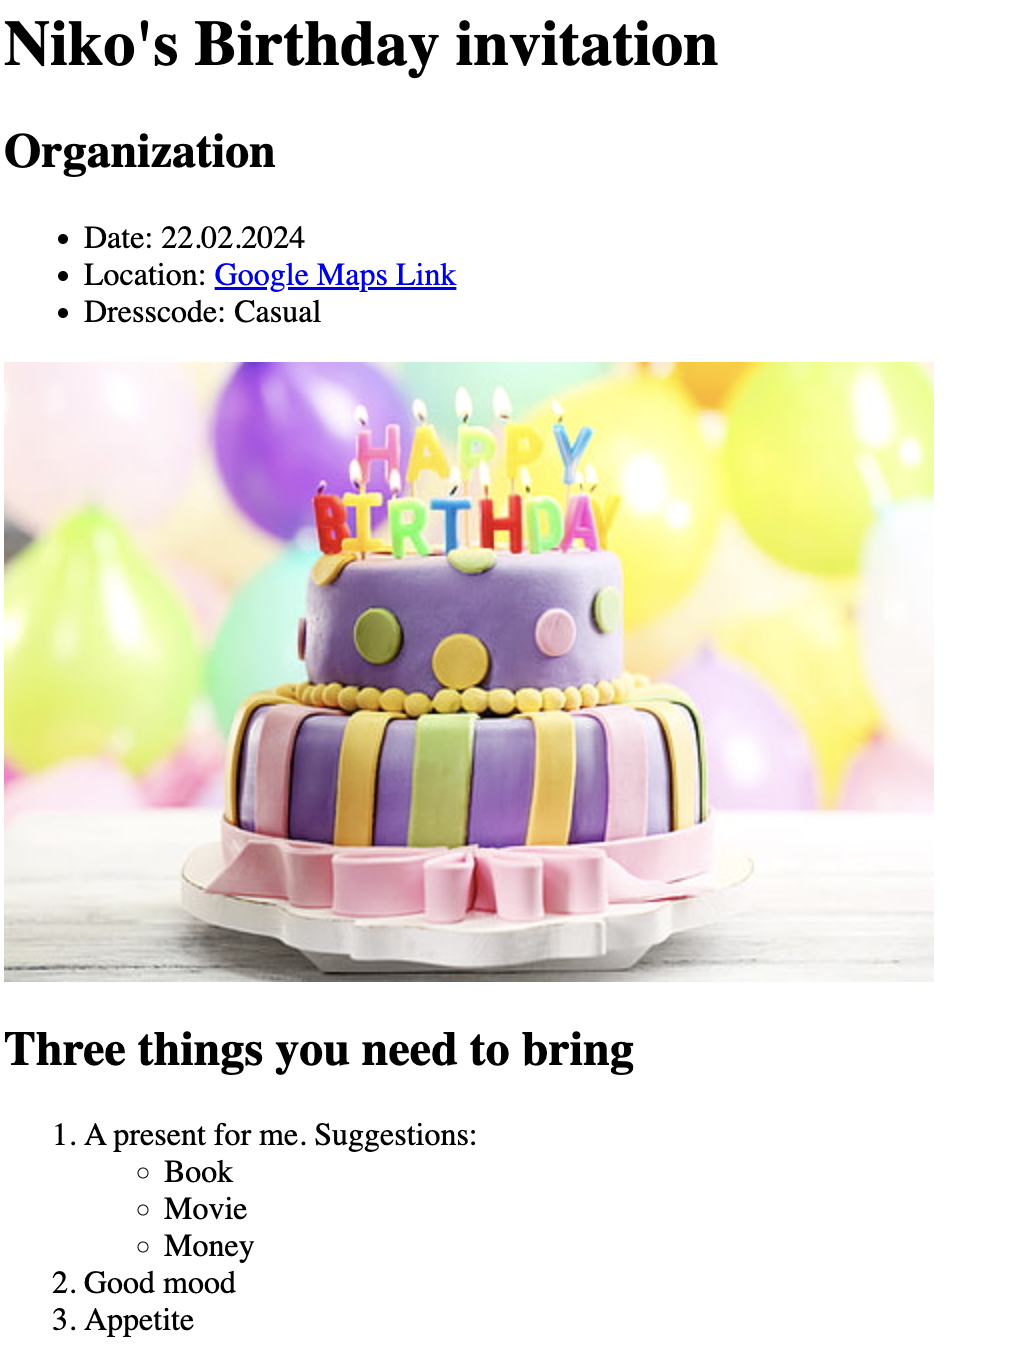 Niko's Birthday invitation
Organization
Date: 22.02.2024
Location: Google Maps Link
Dresscode: Casual
HAPPY
BIRTHDAY
Three things you need to bring
1. A present for me. Suggestions:
Book
Movie
Money
2. Good mood
3. Appetite